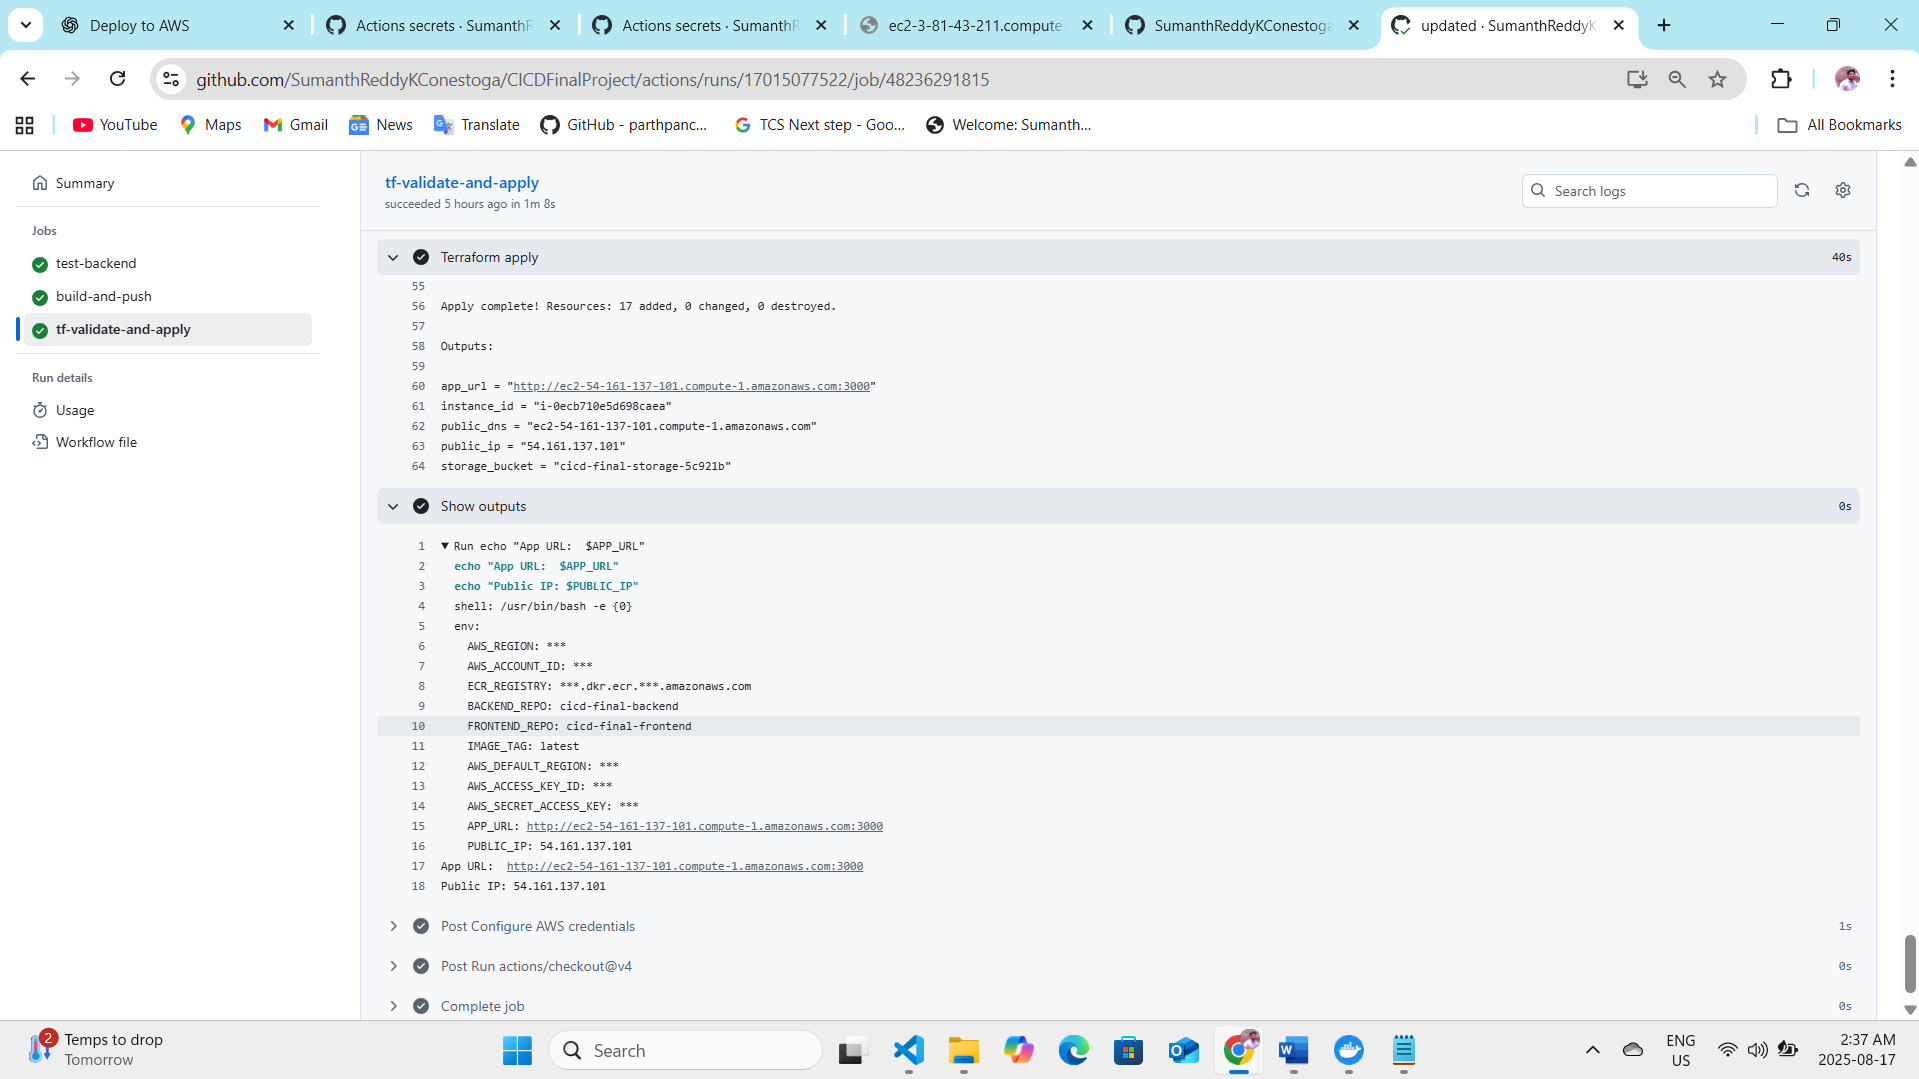 Deploy to AWS
Actions secrets · SumanthR
Actions secrets · SumanthR
ec2-3-81-43-211.compute-
SumanthReddyKConestoga
updated · SumanthReddyK
github.com/SumanthReddyKConestoga/CICDFinalProject/actions/runs/17015077522/job/48236291815
YouTube
Maps
Gmail
News
Translate
GitHub - parthpanc...
TCS Next step - Goo...
Welcome: Sumanth...
All Bookmarks
Summary
Jobs
test-backend
build-and-push
tf-validate-and-apply
Run details
Usage
Workflow file
tf-validate-and-apply
succeeded 5 hours ago in 1m 8s
Search logs
Terraform apply 40s
55
56 Apply complete! Resources: 17 added, 0 changed, 0 destroyed.
57
58 Outputs:
59
60 app_url = "http://ec2-54-161-137-101.compute-1.amazonaws.com:3000"
61 instance_id = "i-0ecb710e5d698caea"
62 public_dns = "ec2-54-161-137-101.compute-1.amazonaws.com"
63 public_ip = "54.161.137.101"
64 storage_bucket = "cicd-final-storage-5c921b"
Show outputs 0s
1 Run echo "App URL:  $APP_URL"
2 echo "App URL:  $APP_URL"
3 echo "Public IP: $PUBLIC_IP"
4 shell: /usr/bin/bash -e {0}
5 env:
6 AWS_REGION: ***
7 AWS_ACCOUNT_ID: ***
8 ECR_REGISTRY: ***.dkr.ecr.***.amazonaws.com
9 BACKEND_REPO: cicd-final-backend
10 FRONTEND_REPO: cicd-final-frontend
11 IMAGE_TAG: latest
12 AWS_DEFAULT_REGION: ***
13 AWS_ACCESS_KEY_ID: ***
14 AWS_SECRET_ACCESS_KEY: ***
15 APP_URL: http://ec2-54-161-137-101.compute-1.amazonaws.com:3000
16 PUBLIC_IP: 54.161.137.101
17 App URL:  http://ec2-54-161-137-101.compute-1.amazonaws.com:3000
18 Public IP: 54.161.137.101
Post Configure AWS credentials 1s
Post Run actions/checkout@v4 0s
Complete job 0s
2
Temps to drop
Tomorrow
Search
ENG
US
2:37 AM
2025-08-17